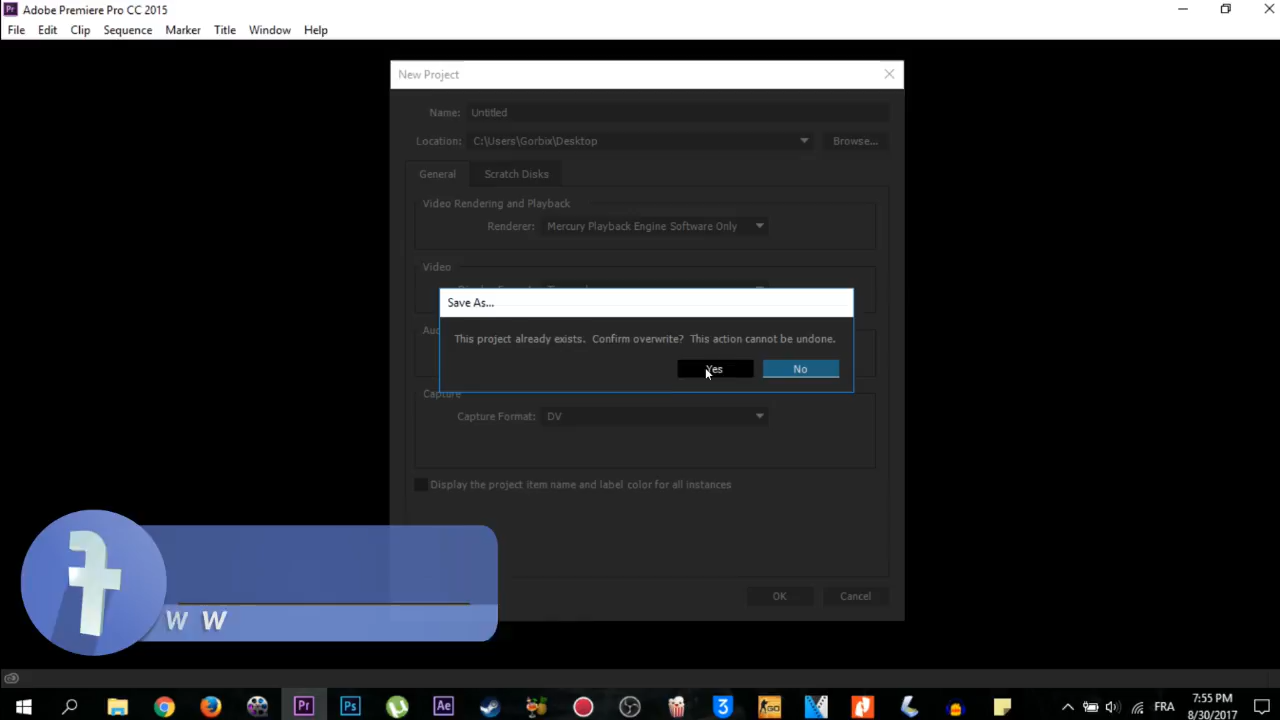 Adobe Premiere Pro CC 2015
File Edit Clip Sequence Marker Title Window Help
New Project
Name: Untitled
Location: C:\Users\Gorbix\Desktop Browse...
General Scratch Disks
Video Rendering and Playback
Renderer: Mercury Playback Engine Software Only
Video
Save As...
This project already exists. Confirm overwrite? This action cannot be undone.
Yes No
Capture
Capture Format: DV
Display the project item name and label color for all instances
OK Cancel
W W
7:55 PM
FRA
8/30/2017